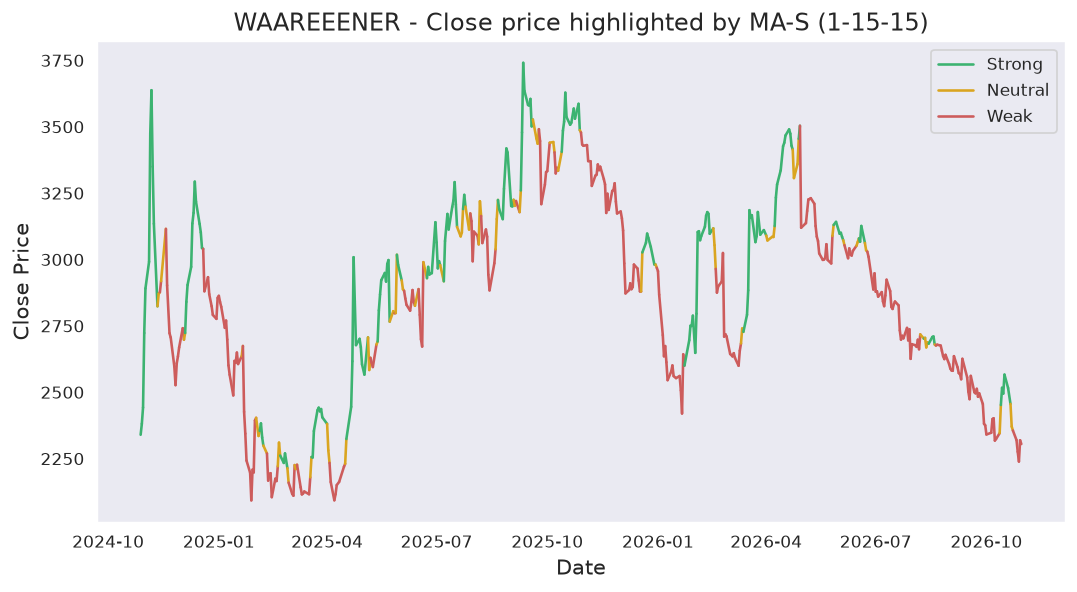 WAAREEENER - Close price highlighted by MA-S (1-15-15)
Strong
Neutral
Weak
Close Price
3750
3500
3250
3000
2750
2500
2250
2024-10 2025-01 2025-04 2025-07 2025-10 2026-01 2026-04 2026-07 2026-10
Date